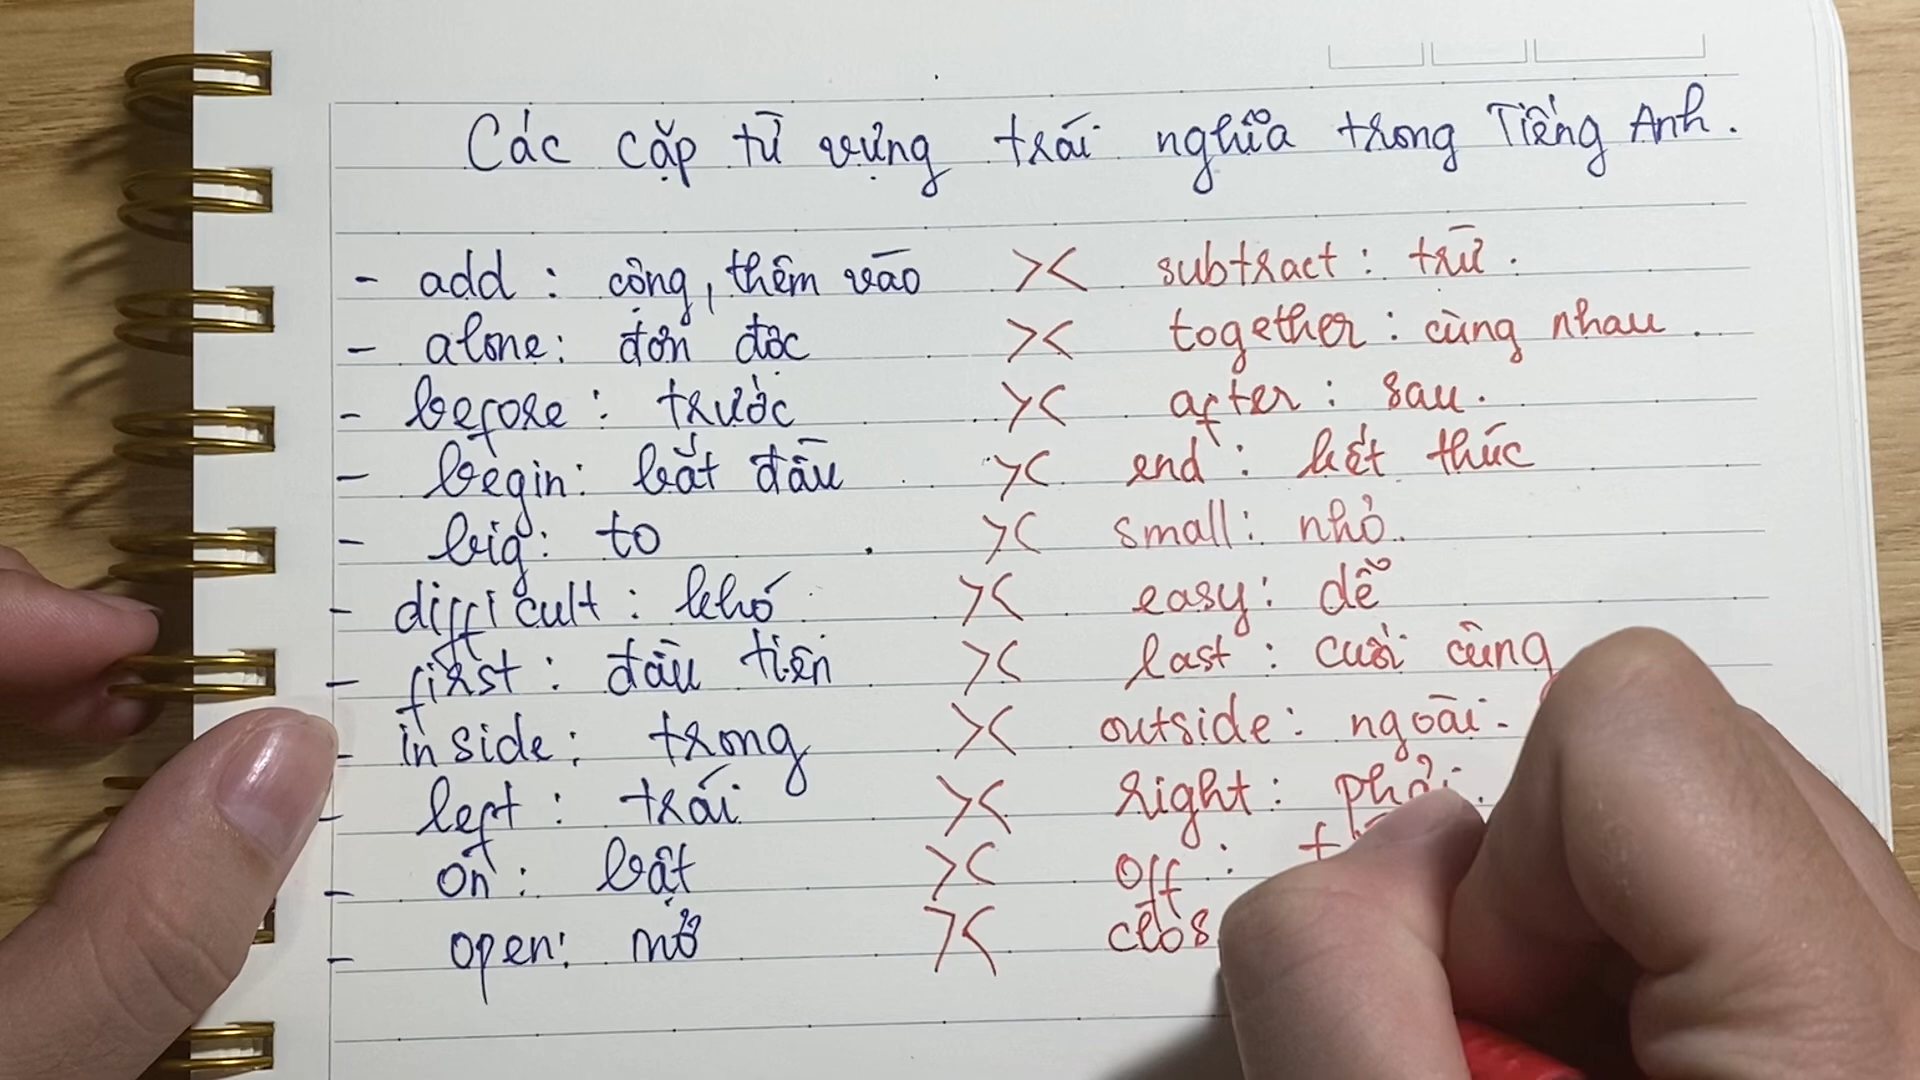 Các cặp từ vựng trái nghĩa trong Tiếng Anh.
- add : cộng, thêm vào >< subtract : trừ.
- alone: đơn độc >< together : cùng nhau.
- before : trước >< after : sau.
- begin: bắt đầu >< end : kết thúc
- big: to >< small: nhỏ.
- difficult : khó >< easy: dễ
- first : đầu tiên >< last : cuối cùng
- inside: trong >< outside: ngoài.
- left : trái >< right : phải.
- on : bật >< off :
- open: mở ><